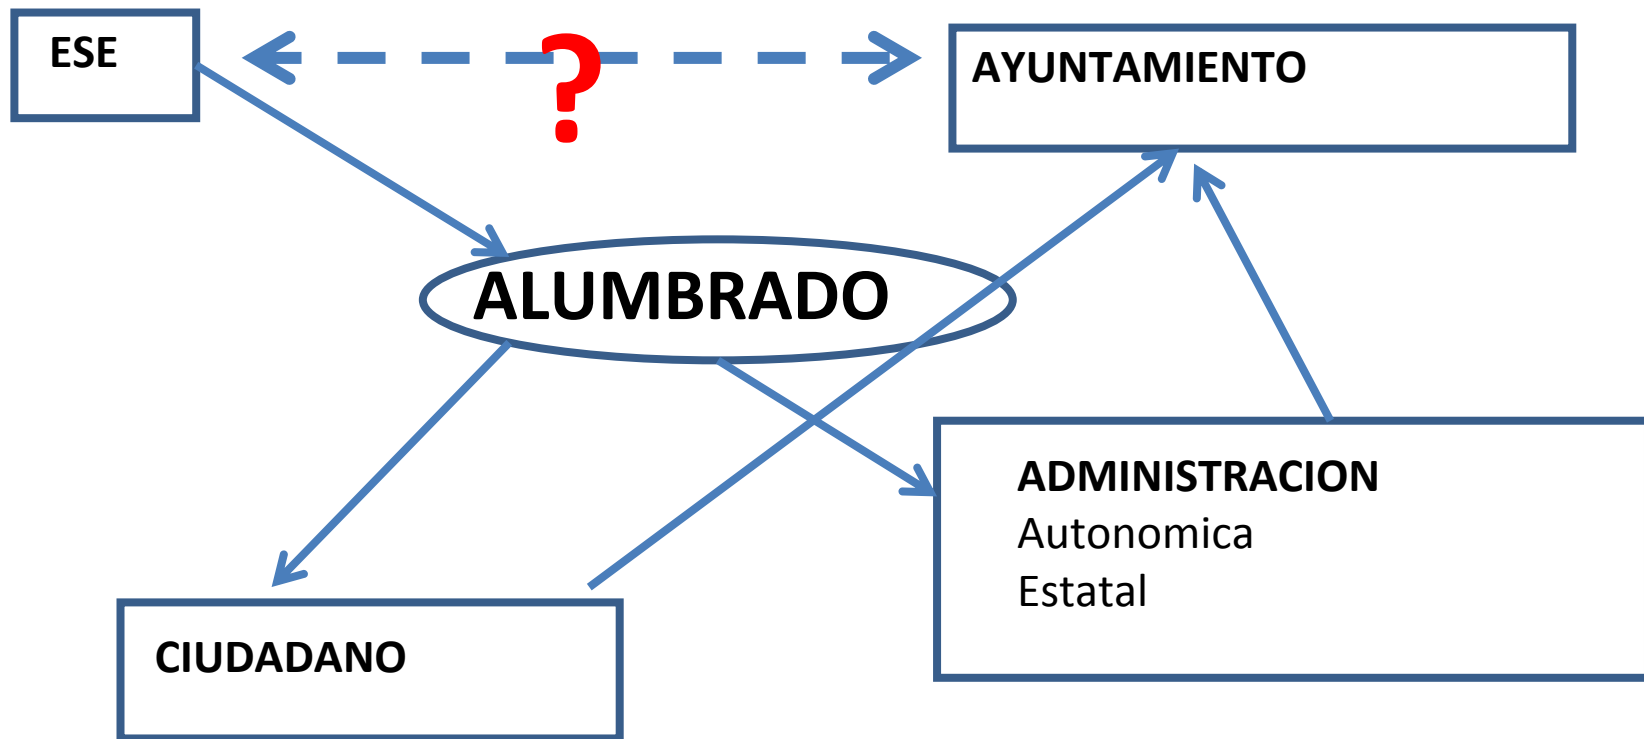 ESE
?
AYUNTAMIENTO
ALUMBRADO
ADMINISTRACION
Autonomica
Estatal
CIUDADANO